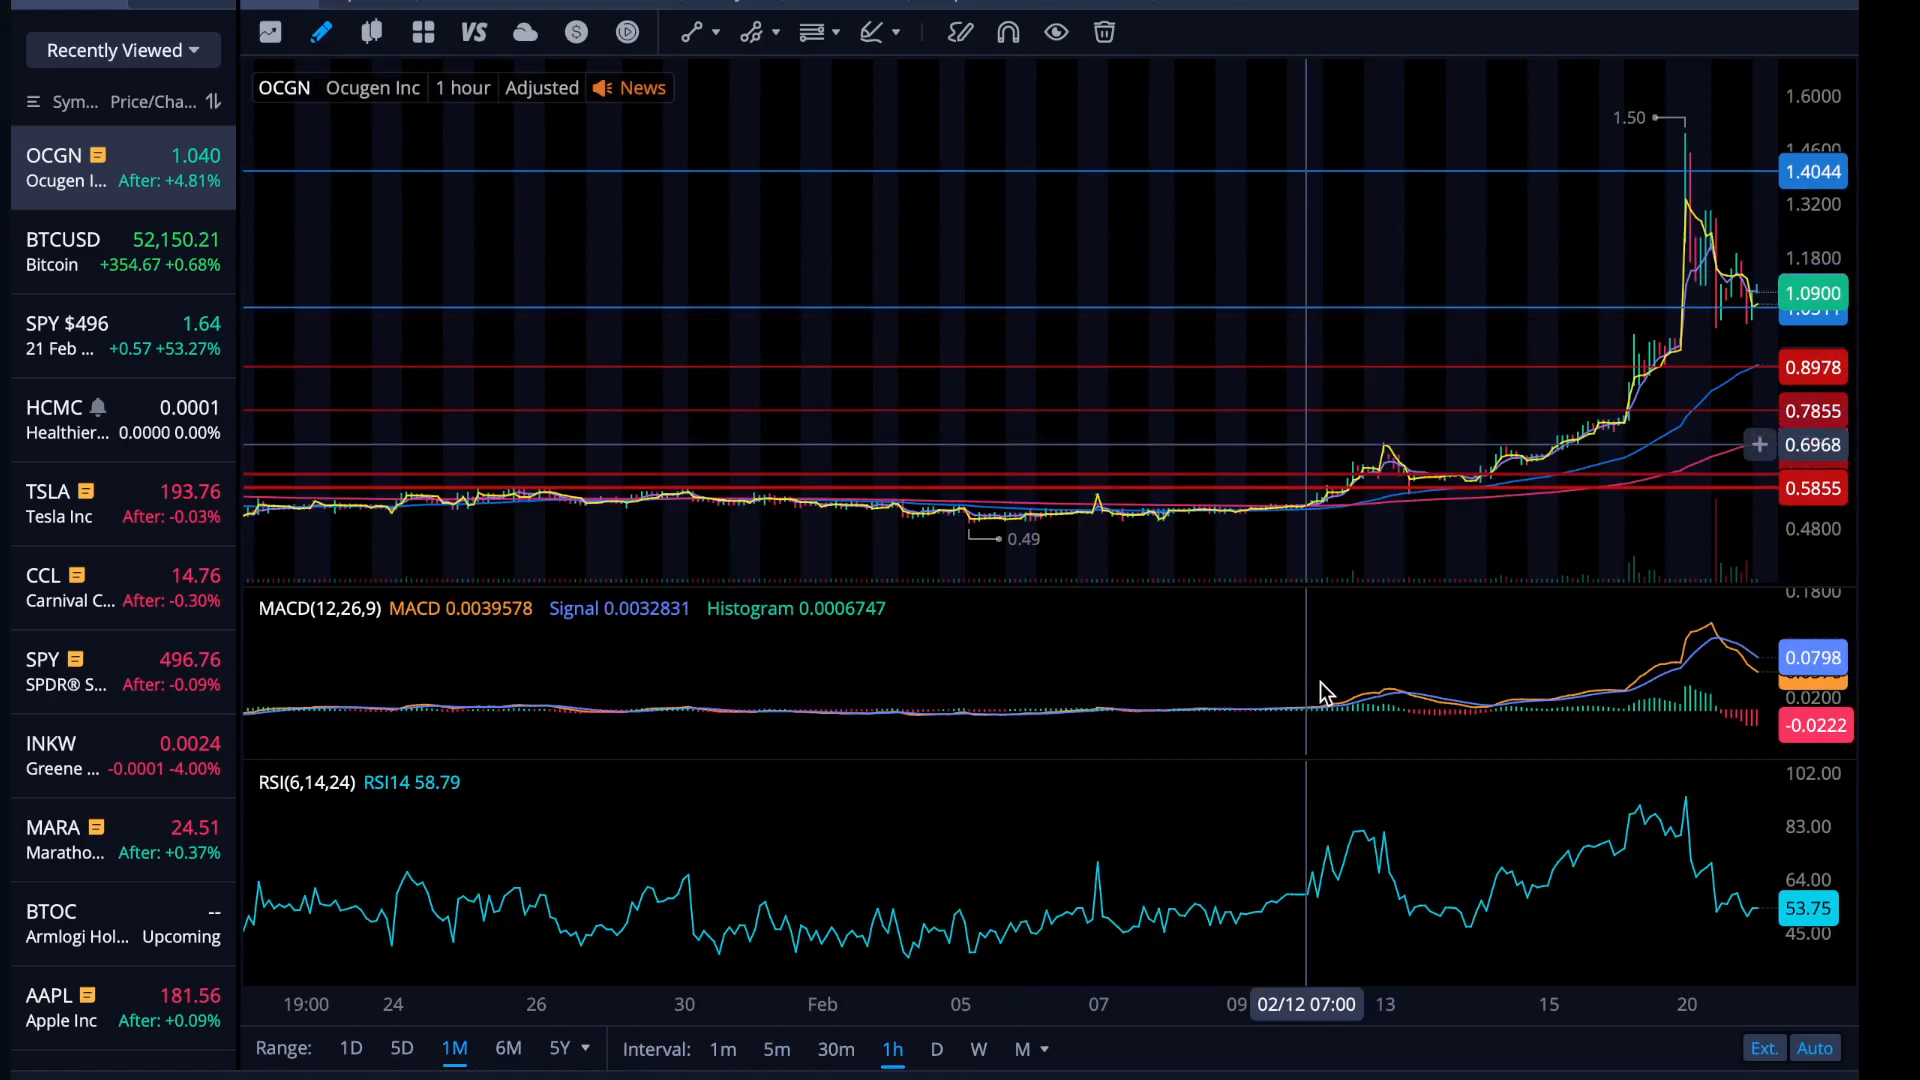 Recently Viewed
Sym... Price/Cha...
OCGN 1.040
Ocugen I... After: +4.81%
BTCUSD 52,150.21
Bitcoin +354.67 +0.68%
SPY $496 1.64
21 Feb ... +0.57 +53.27%
HCMC 0.0001
Healthier... 0.0000 0.00%
TSLA 193.76
Tesla Inc After: -0.03%
CCL 14.76
Carnival C... After: -0.30%
SPY 496.76
SPDR® S... After: -0.09%
INKW 0.0024
Greene ... -0.0001 -4.00%
MARA 24.51
Maratho... After: +0.37%
BTOC --
Armlogi Hol... Upcoming
AAPL 181.56
Apple Inc After: +0.09%
VS
OCGN Ocugen Inc 1 hour Adjusted News
1.50
0.49
1.6000
1.4600
1.4044
1.3200
1.1800
1.0900
0.8978
0.7855
0.6968
0.5855
0.4800
MACD(12,26,9) MACD 0.0039578 Signal 0.0032831 Histogram 0.0006747
0.1800
0.0798
0.0200
-0.0222
RSI(6,14,24) RSI14 58.79
102.00
83.00
64.00
53.75
45.00
19:00 24 26 30 Feb 05 07 09 02/12 07:00 13 15 20
Range: 1D 5D 1M 6M 5Y Interval: 1m 5m 30m 1h D W M Ext. Auto